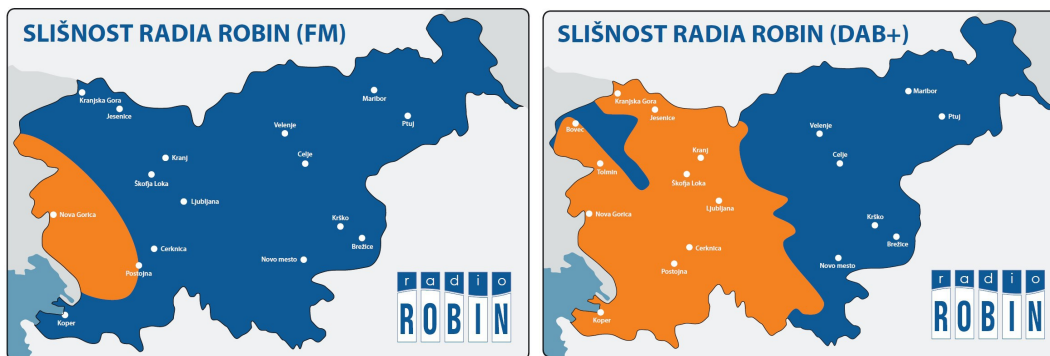 SLIŠNOST RADIA ROBIN (FM)
Kranjska Gora
Jesenice
Maribor
Ptuj
Velenje
Celje
Kranj
Škofja Loka
Ljubljana
Nova Gorica
Krško
Brežice
Cerknica
Postojna
Novo mesto
Koper
radio
ROBIN
SLIŠNOST RADIA ROBIN (DAB+)
Kranjska Gora
Jesenice
Maribor
Ptuj
Bovec
Velenje
Celje
Kranj
Tolmin
Škofja Loka
Ljubljana
Nova Gorica
Krško
Brežice
Cerknica
Postojna
Novo mesto
Koper
radio
ROBIN